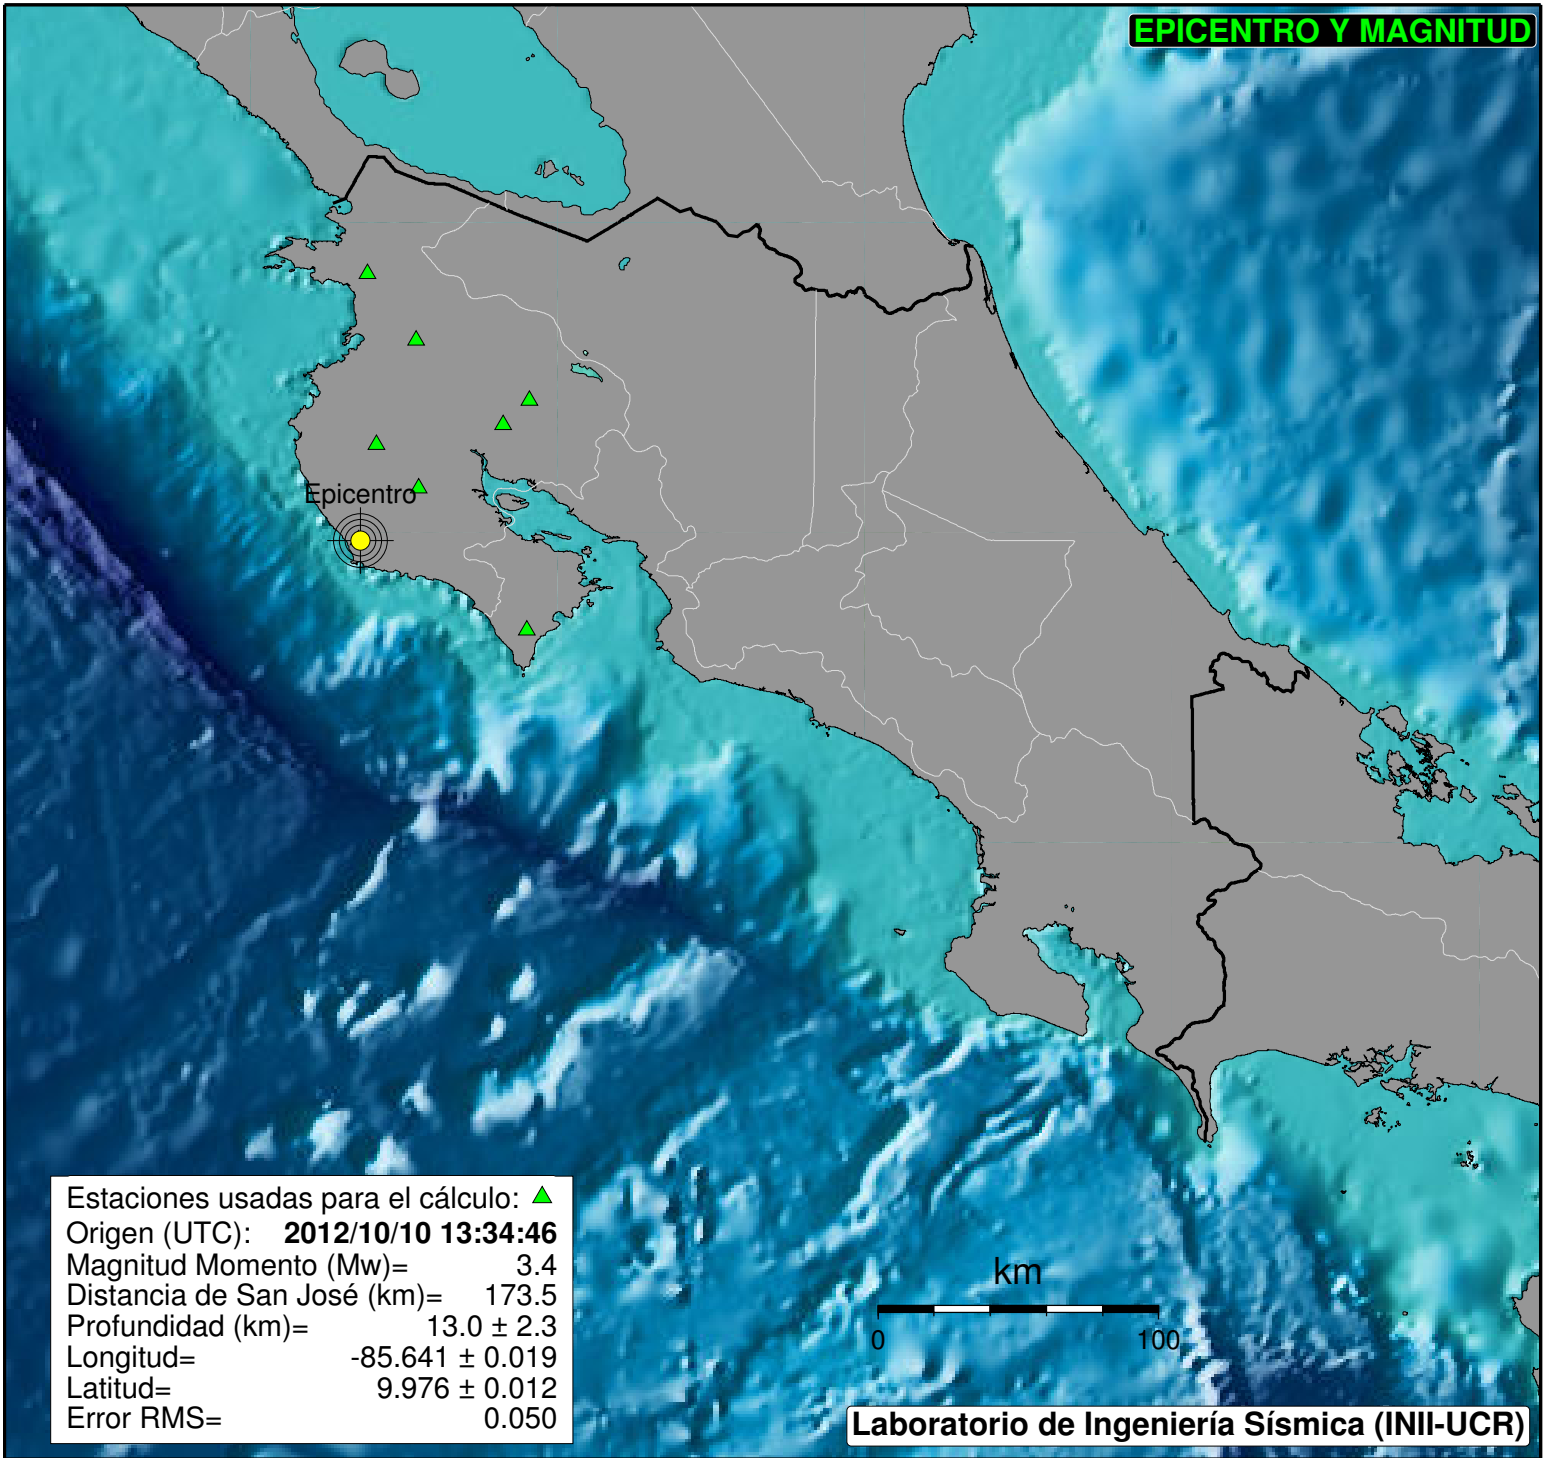 EPICENTRO Y MAGNITUD
Epicentro
Estaciones usadas para el cálculo:
Origen (UTC): 2012/10/10 13:34:46
Magnitud Momento (Mw)= 3.4
Distancia de San José (km)= 173.5
Profundidad (km)= 13.0 ± 2.3
Longitud= -85.641 ± 0.019
Latitud= 9.976 ± 0.012
Error RMS= 0.050
km
0 100
Laboratorio de Ingeniería Sísmica (INII-UCR)